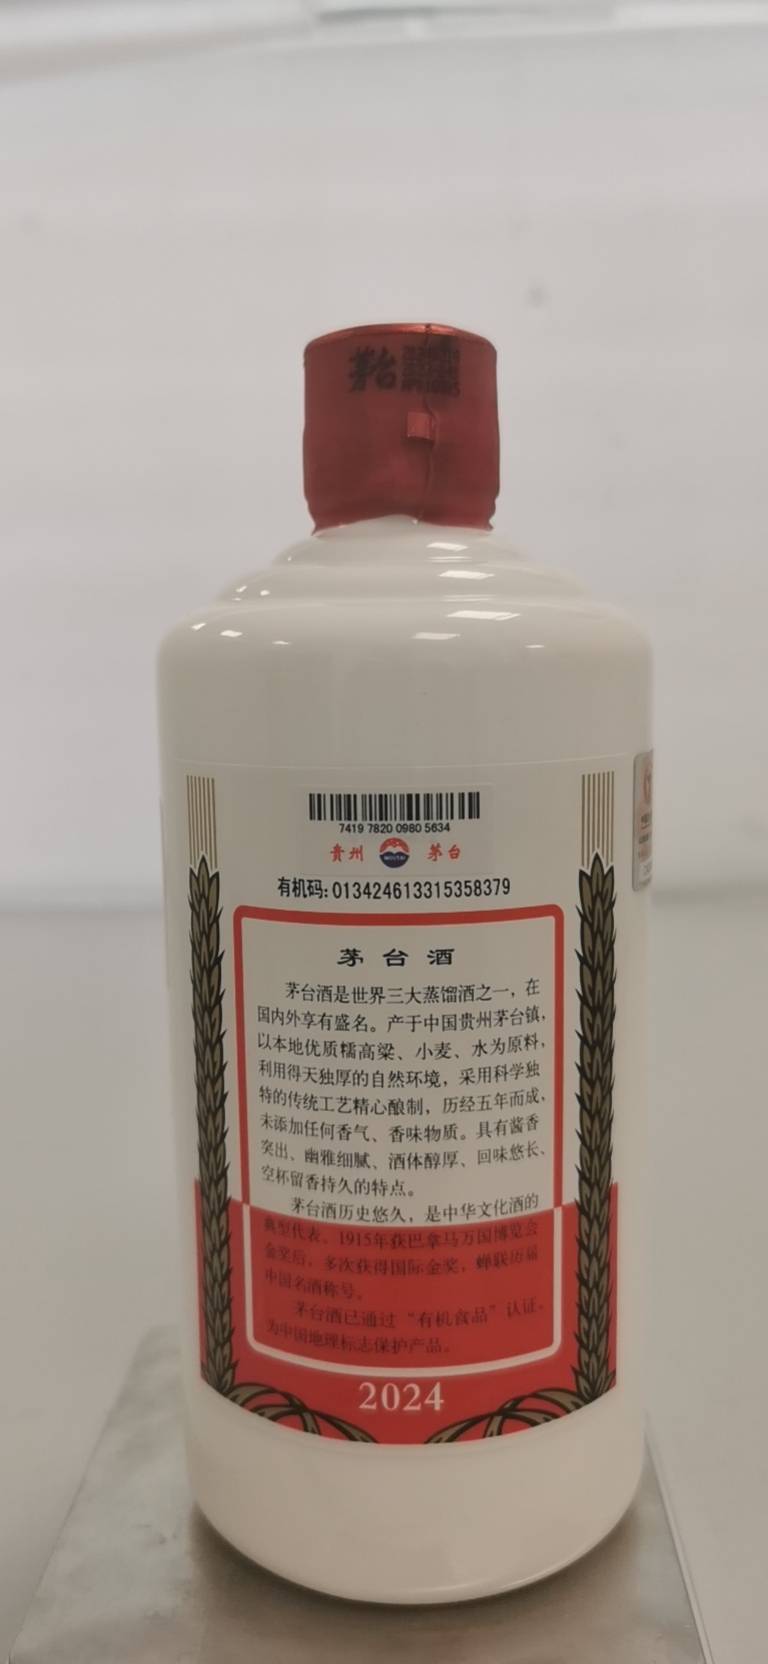 茅台
7419 7820 0980 5634
贵州 MOUTAI 茅台
有机码:013424613315358379
茅台酒
茅台酒是世界三大蒸馏酒之一，在
国内外享有盛名。产于中国贵州茅台镇，
以本地优质糯高粱、小麦、水为原料，
利用得天独厚的自然环境，采用科学独
特的传统工艺精心酿制，历经五年而成，
未添加任何香气、香味物质。具有酱香
突出、幽雅细腻、酒体醇厚、回味悠长、
空杯留香持久的特点。
茅台酒历史悠久，是中华文化酒的
典型代表。1915年获巴拿马万国博览会
金奖后，多次获得国际金奖，蝉联历届
中国名酒称号。
茅台酒已通过“有机食品”认证，
为中国地理标志保护产品。
2024